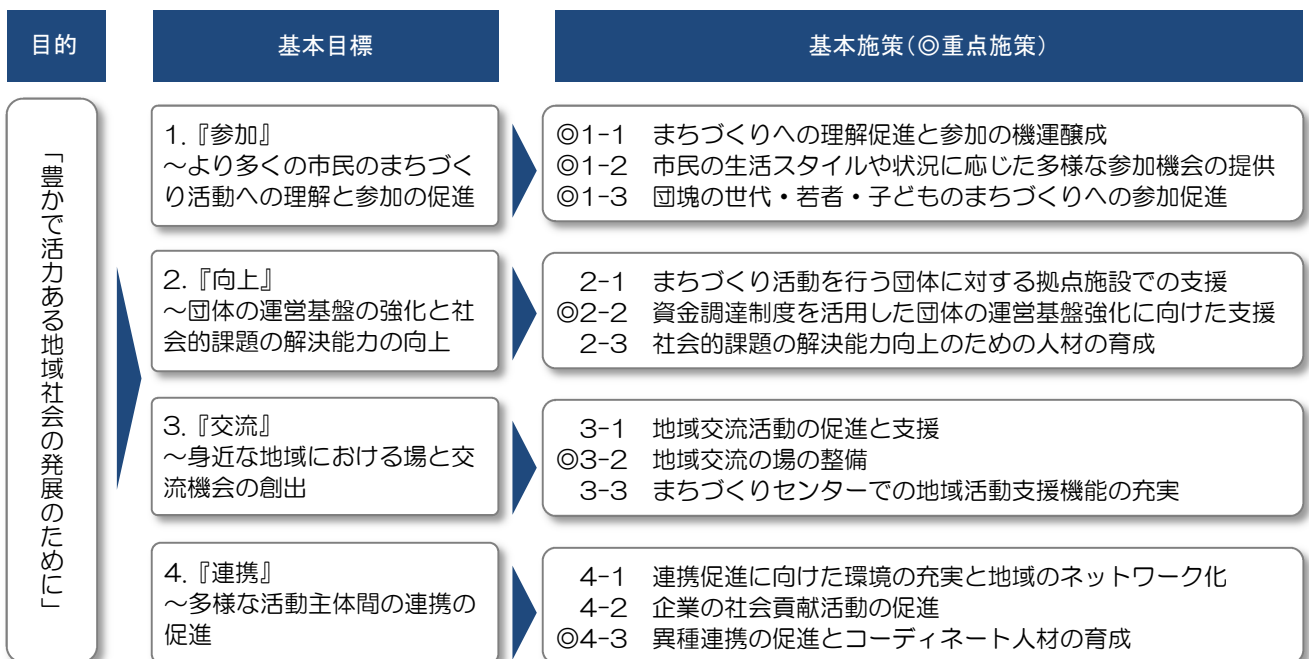 目的
基本目標
基本施策(◎重点施策)
「豊かで活力ある地域社会の発展のために」
1.『参加』
～より多くの市民のまちづく
り活動への理解と参加の促進
◎1-1 まちづくりへの理解促進と参加の機運醸成
◎1-2 市民の生活スタイルや状況に応じた多様な参加機会の提供
◎1-3 団塊の世代・若者・子どものまちづくりへの参加促進
2.『向上』
～団体の運営基盤の強化と社
会的課題の解決能力の向上
2-1 まちづくり活動を行う団体に対する拠点施設での支援
◎2-2 資金調達制度を活用した団体の運営基盤強化に向けた支援
2-3 社会的課題の解決能力向上のための人材の育成
3.『交流』
～身近な地域における場と交
流機会の創出
3-1 地域交流活動の促進と支援
◎3-2 地域交流の場の整備
3-3 まちづくりセンターでの地域活動支援機能の充実
4.『連携』
～多様な活動主体間の連携の
促進
4-1 連携促進に向けた環境の充実と地域のネットワーク化
4-2 企業の社会貢献活動の促進
◎4-3 異種連携の促進とコーディネート人材の育成